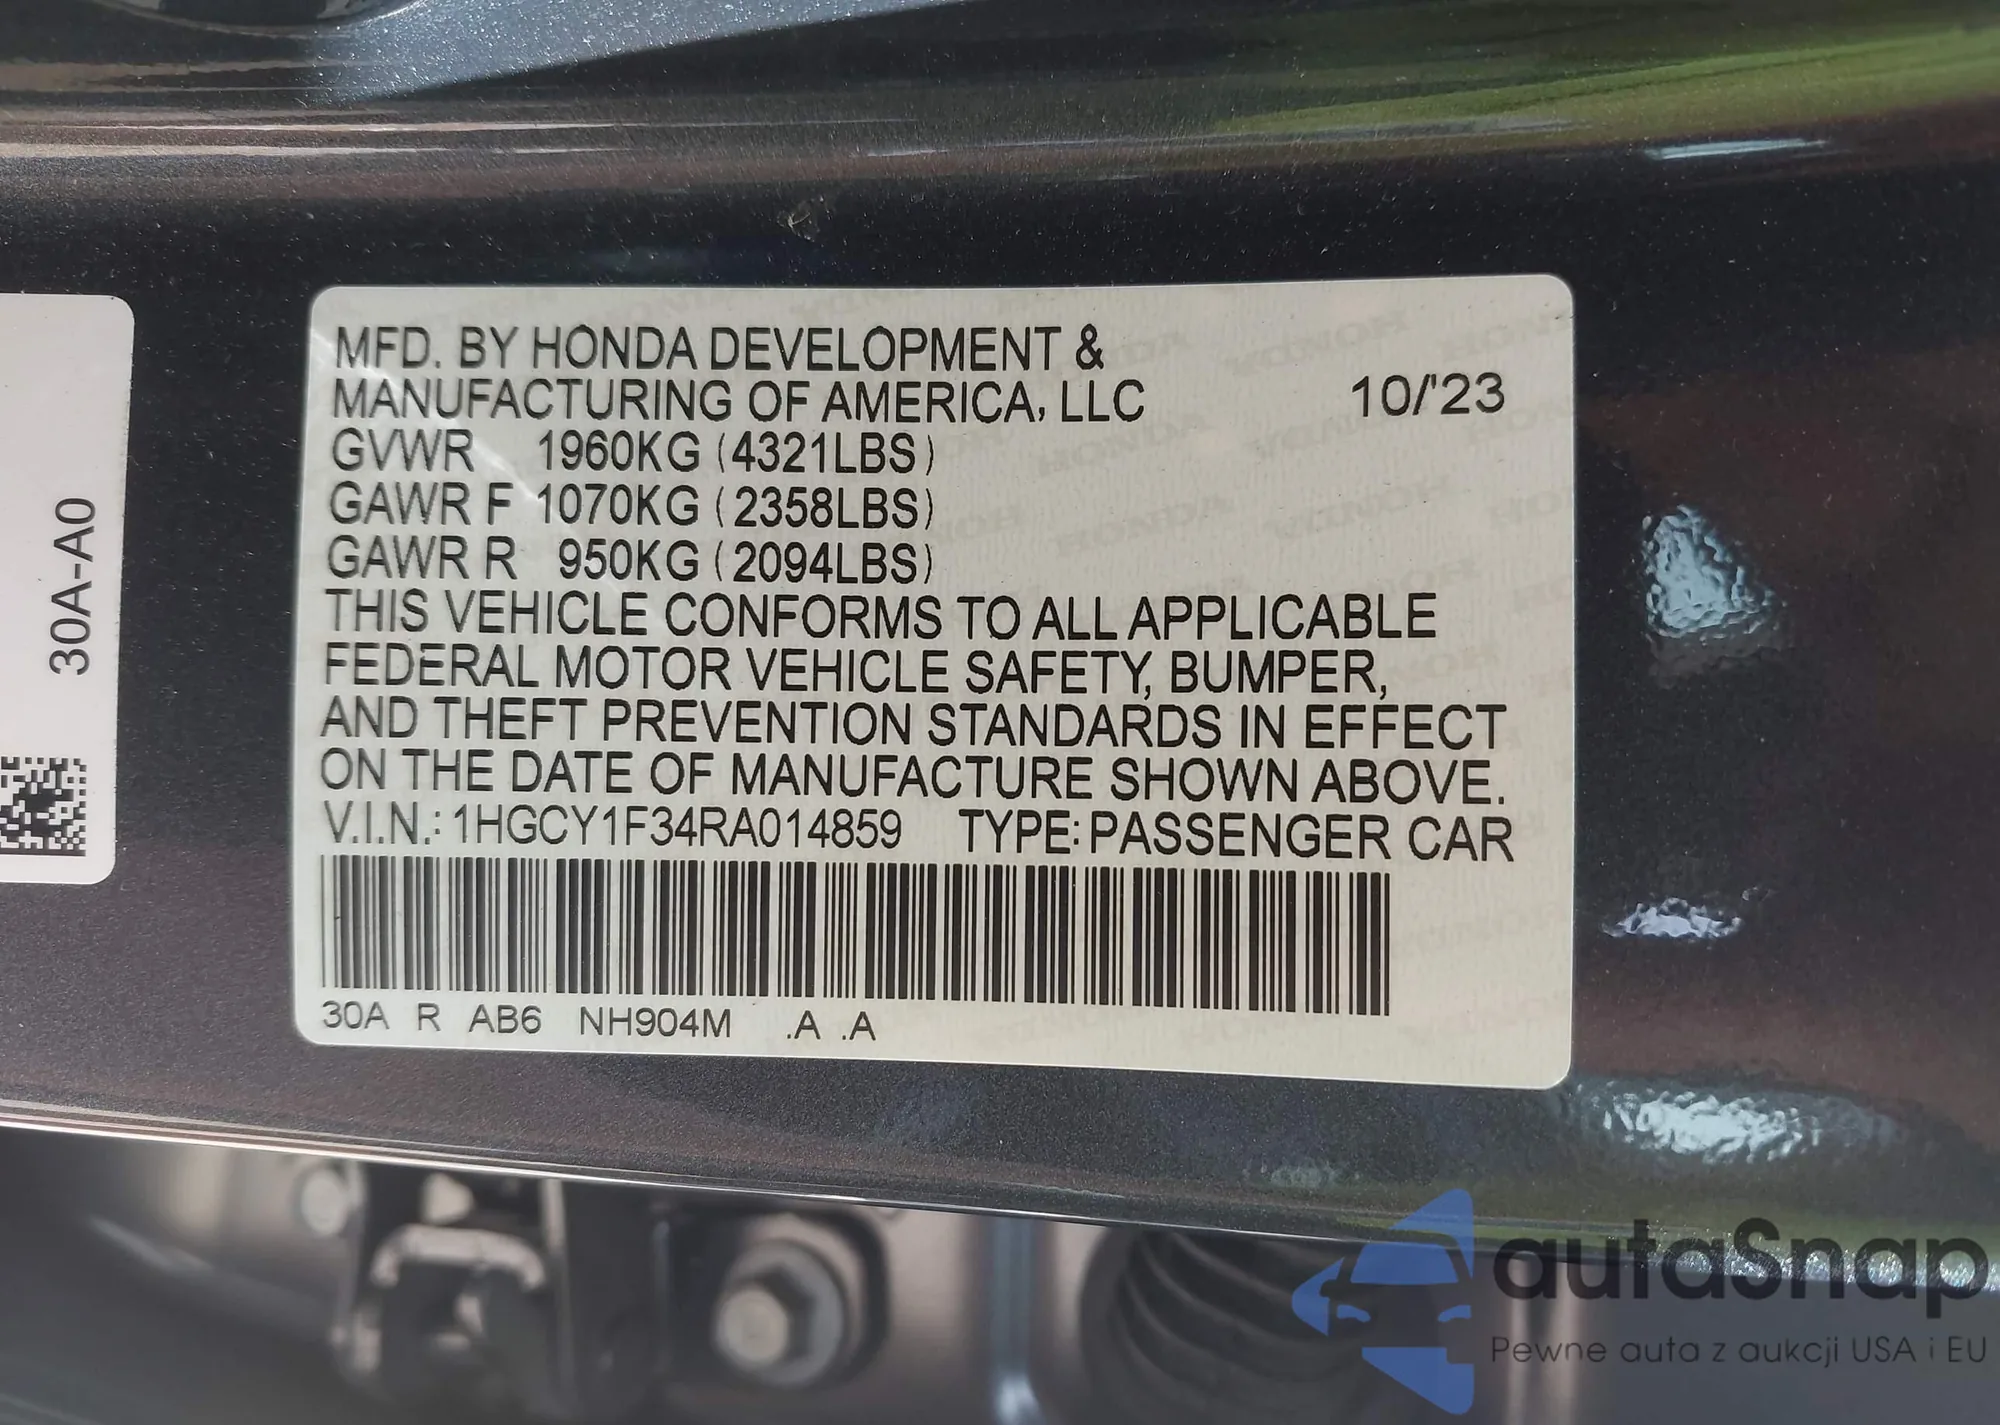 MFD. BY HONDA DEVELOPMENT &
MANUFACTURING OF AMERICA, LLC 10/'23
GVWR 1960KG (4321LBS)
GAWR F 1070KG (2358LBS)
GAWR R 950KG (2094LBS)
THIS VEHICLE CONFORMS TO ALL APPLICABLE
FEDERAL MOTOR VEHICLE SAFETY, BUMPER,
AND THEFT PREVENTION STANDARDS IN EFFECT
ON THE DATE OF MANUFACTURE SHOWN ABOVE.
V.I.N.: 1HGCY1F34RA014859 TYPE: PASSENGER CAR
30A R AB6 NH904M .A .A
30A-A0
autaSnap
Pewne auta z aukcji USA i EU